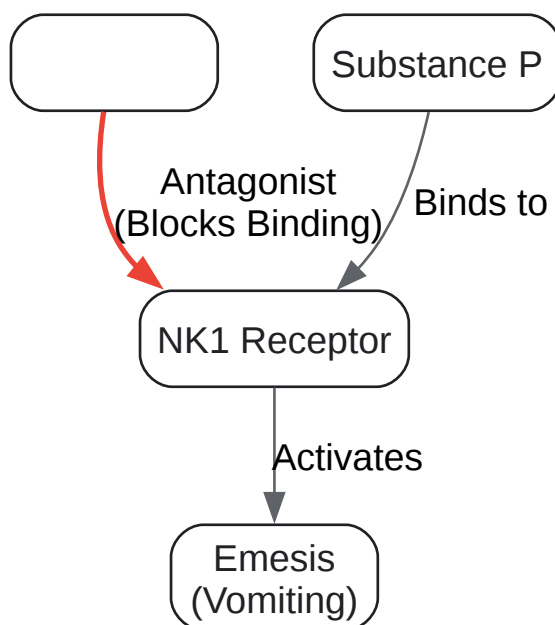 Substance P
Antagonist
(Blocks Binding)
Binds to
NK1 Receptor
Activates
Emesis
(Vomiting)